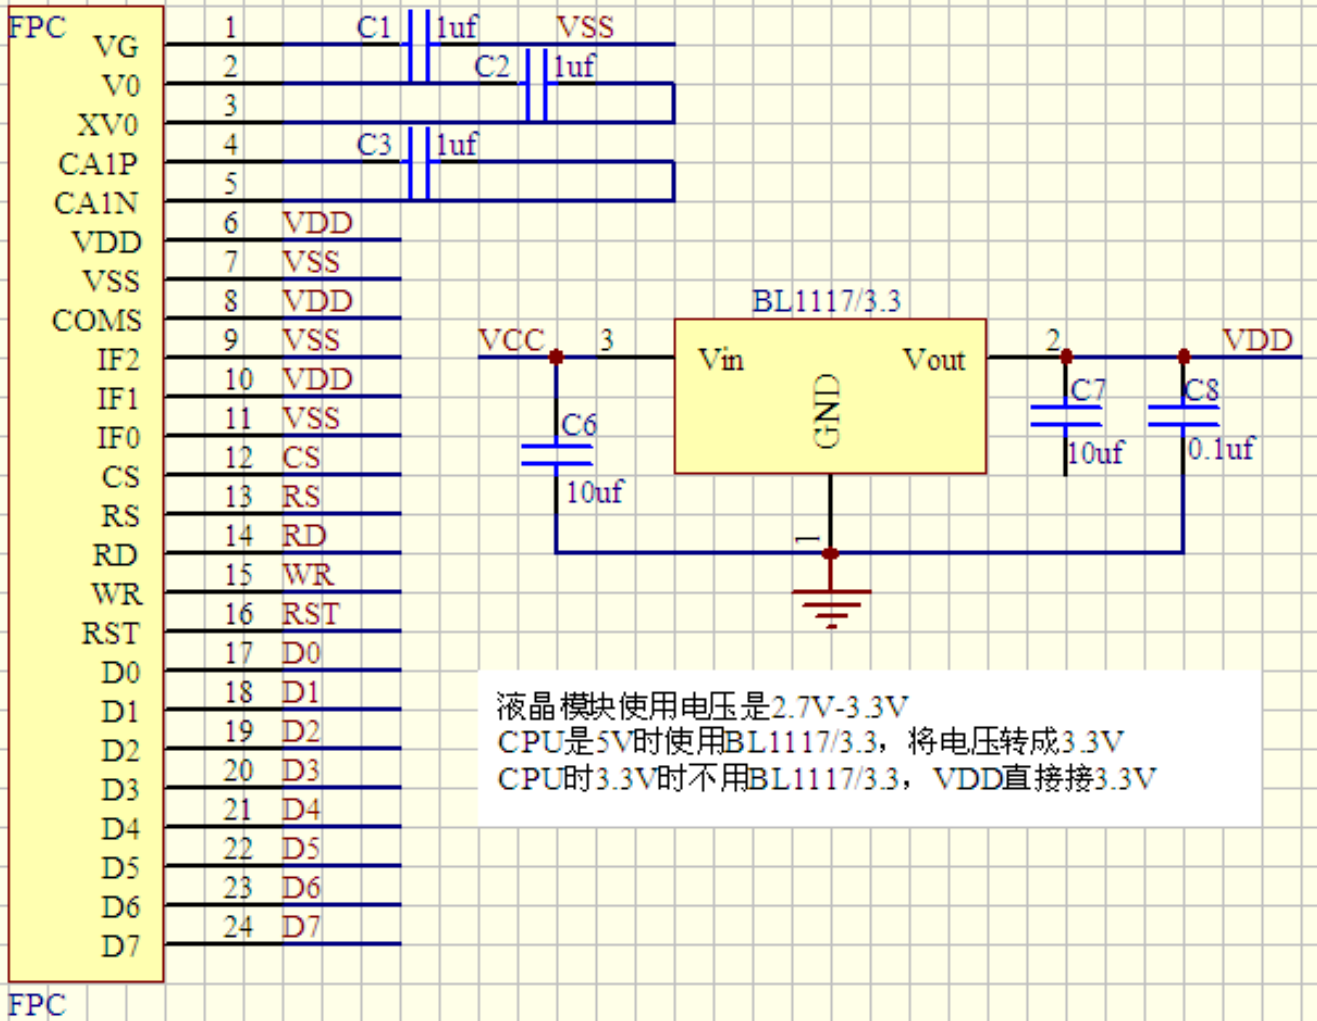 FPC
VG 1 C1 1uf VSS
V0 2 C2 1uf
XV0 3
CA1P 4 C3 1uf
CA1N 5
VDD 6 VDD
VSS 7 VSS
COMS 8 VDD
IF2 9 VSS
IF1 10 VDD
IF0 11 VSS
CS 12 CS
RS 13 RS
RD 14 RD
WR 15 WR
RST 16 RST
D0 17 D0
D1 18 D1
D2 19 D2
D3 20 D3
D4 21 D4
D5 22 D5
D6 23 D6
D7 24 D7
FPC
BL1117/3.3
VCC 3 Vin Vout 2 VDD
GND
C6
10uf
C7
10uf
C8
0.1uf
1
液晶模块使用电压是2.7V-3.3V
CPU是5V时使用BL1117/3.3，将电压转成3.3V
CPU时3.3V时不用BL1117/3.3，VDD直接接3.3V